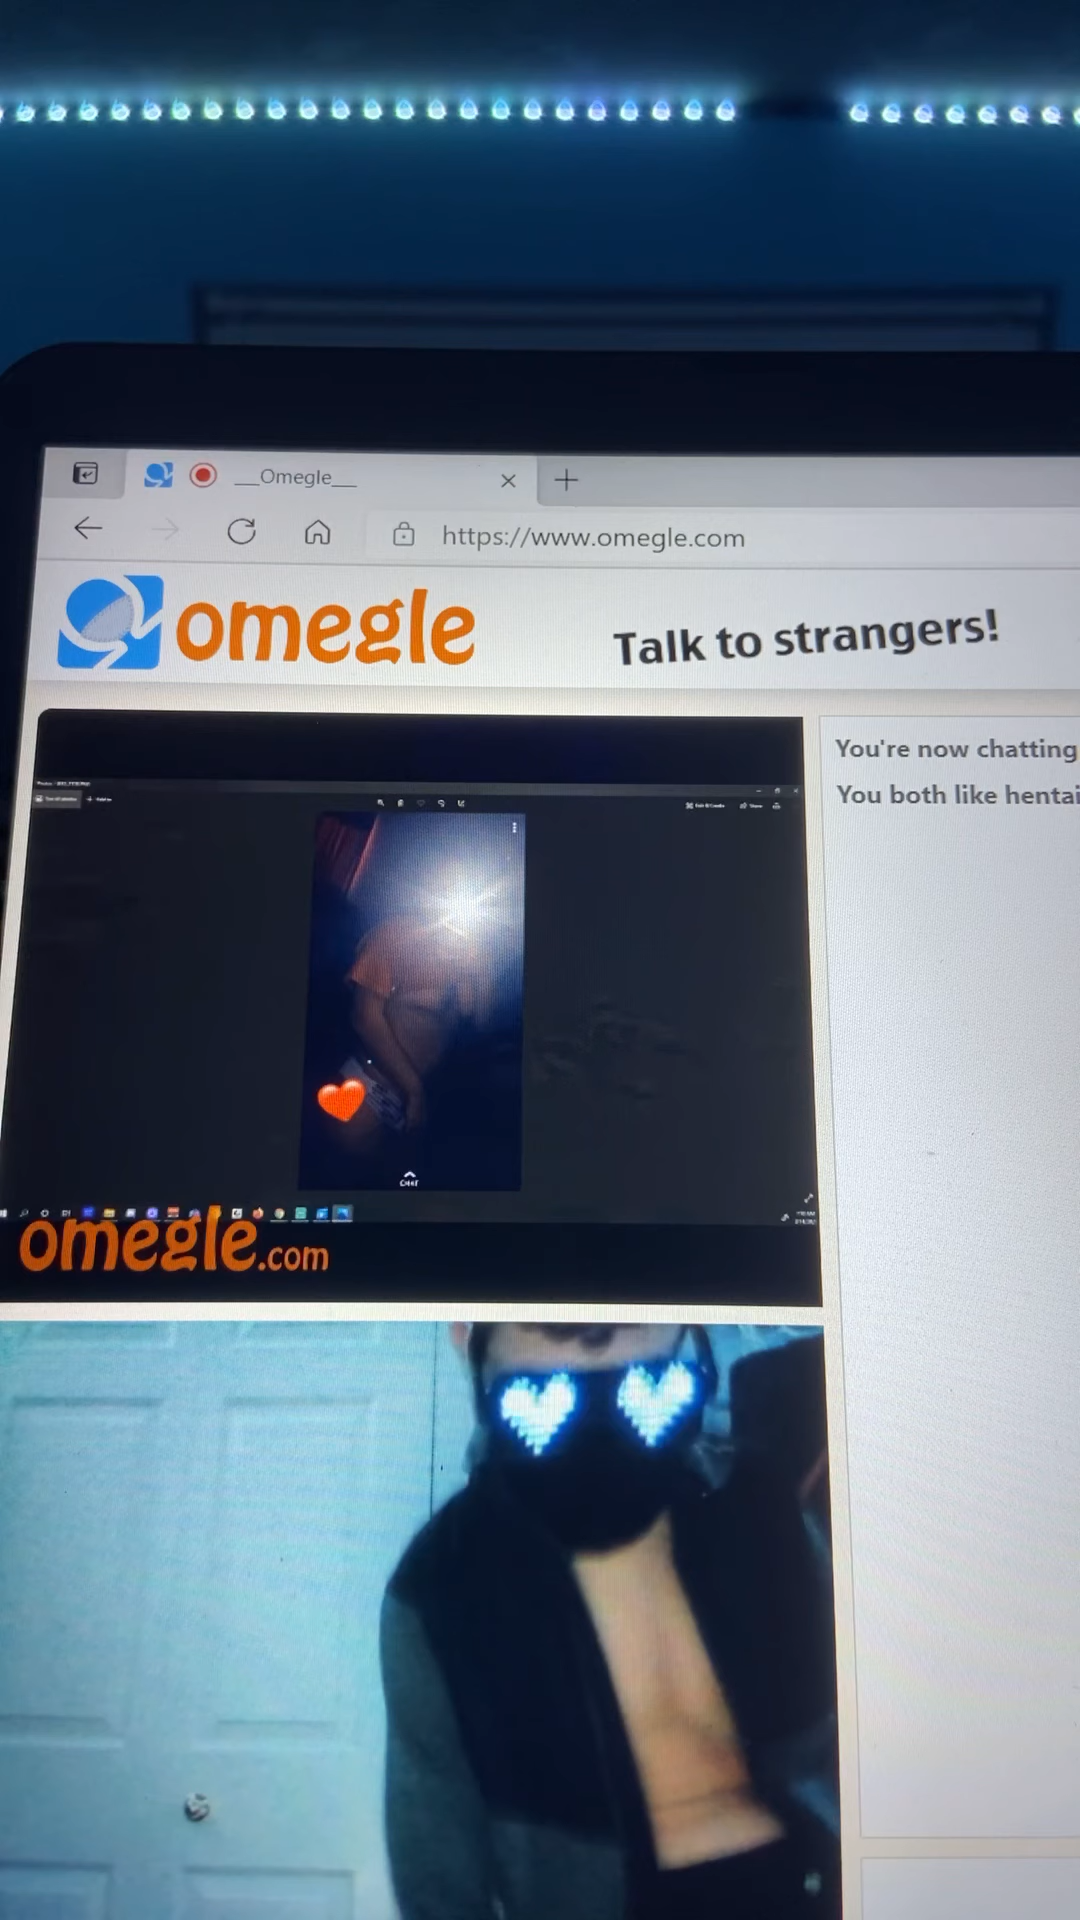 __Omegle__
https://www.omegle.com
omegle
Talk to strangers!
You're now chatting
You both like hentai
CHAT
omegle.com